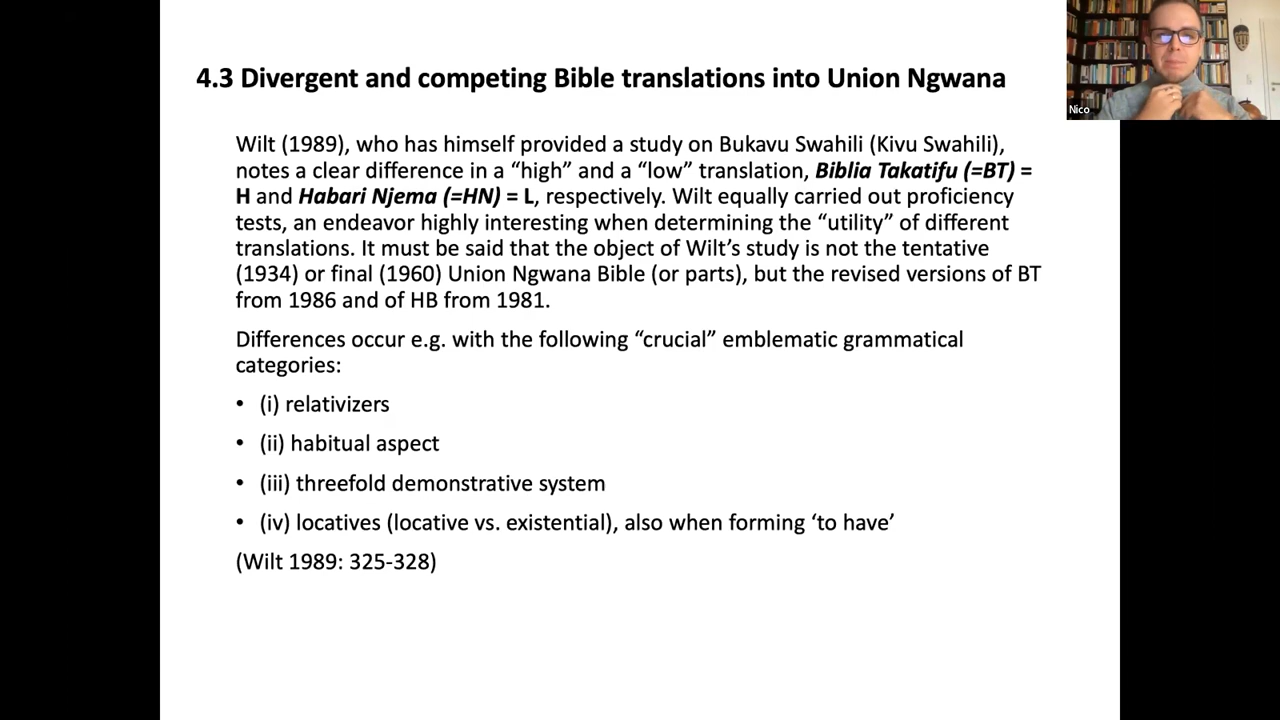 4.3 Divergent and competing Bible translations into Union Ngwana
Nico
Wilt (1989), who has himself provided a study on Bukavu Swahili (Kivu Swahili),
notes a clear difference in a “high” and a “low” translation, Biblia Takatifu (=BT) =
H and Habari Njema (=HN) = L, respectively. Wilt equally carried out proficiency
tests, an endeavor highly interesting when determining the “utility” of different
translations. It must be said that the object of Wilt’s study is not the tentative
(1934) or final (1960) Union Ngwana Bible (or parts), but the revised versions of BT
from 1986 and of HB from 1981.
Differences occur e.g. with the following “crucial” emblematic grammatical
categories:
• (i) relativizers
• (ii) habitual aspect
• (iii) threefold demonstrative system
• (iv) locatives (locative vs. existential), also when forming ‘to have’
(Wilt 1989: 325-328)